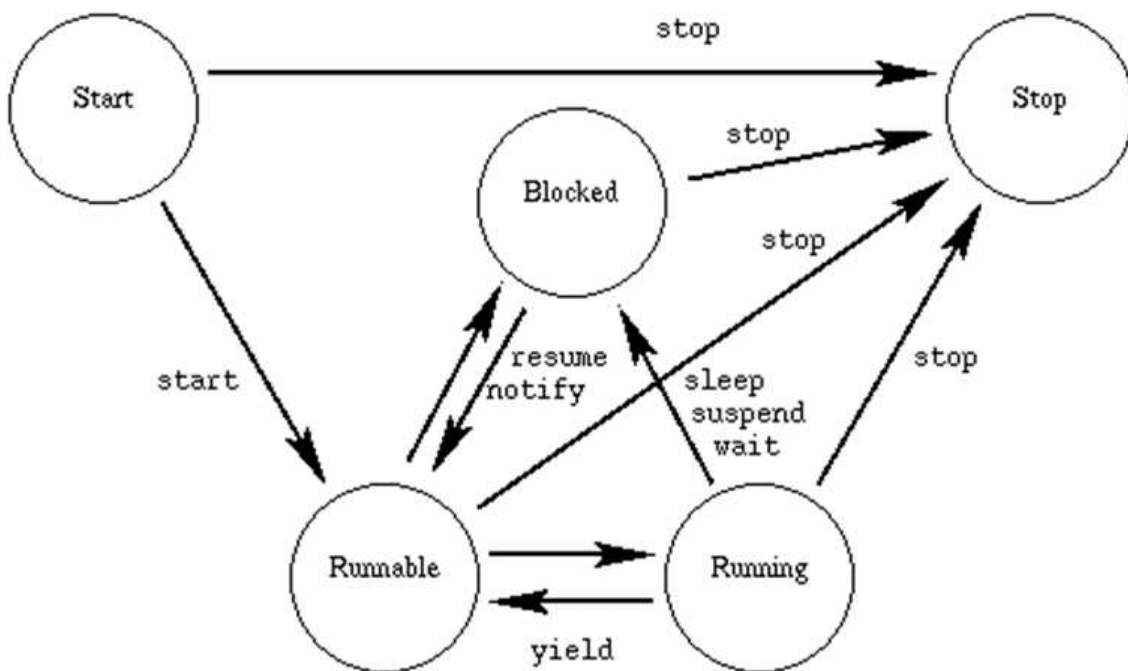 stop
Start
Stop
stop
Blocked
stop
start
resume
notify
sleep
suspend
wait
stop
Runnable
Running
yield